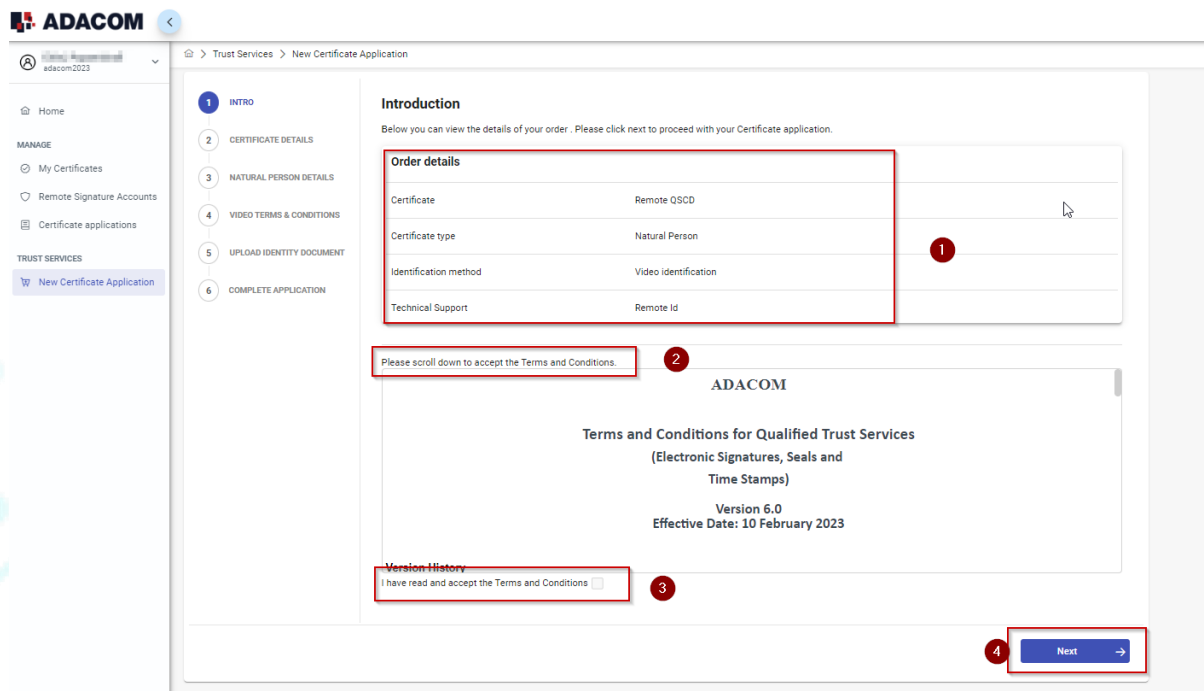 ADACOM
adacom2023
Home
MANAGE
My Certificates
Remote Signature Accounts
Certificate applications
TRUST SERVICES
New Certificate Application
Trust Services > New Certificate Application
1 INTRO
2 CERTIFICATE DETAILS
3 NATURAL PERSON DETAILS
4 VIDEO TERMS & CONDITIONS
5 UPLOAD IDENTITY DOCUMENT
6 COMPLETE APPLICATION
Introduction
Below you can view the details of your order . Please click next to proceed with your Certificate application.
Order details
Certificate Remote QSCD
Certificate type Natural Person
1
Identification method Video identification
Technical Support Remote Id
Please scroll down to accept the Terms and Conditions.
2
ADACOM
Terms and Conditions for Qualified Trust Services
(Electronic Signatures, Seals and
Time Stamps)
Version 6.0
Effective Date: 10 February 2023
Version History
I have read and accept the Terms and Conditions
3
4
Next